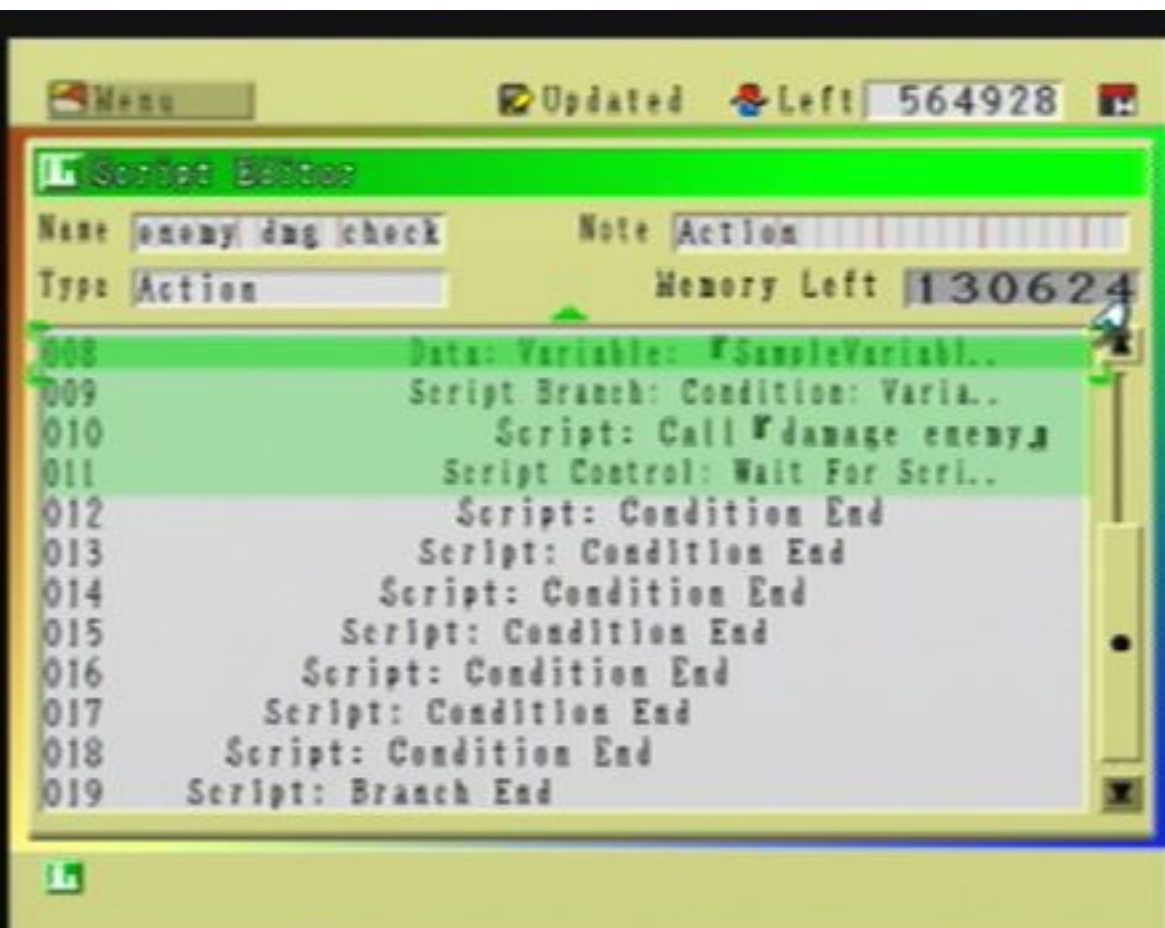 Menu Updated Left 564928
Script Editor
Name enemy dmg check Note Action
Type Action Memory Left 130624
008 Data: Variable: 『SampleVariabl..
009 Script Branch: Condition: Varia..
010 Script: Call『damage enemy』
011 Script Control: Wait For Scri..
012 Script: Condition End
013 Script: Condition End
014 Script: Condition End
015 Script: Condition End
016 Script: Condition End
017 Script: Condition End
018 Script: Condition End
019 Script: Branch End
L